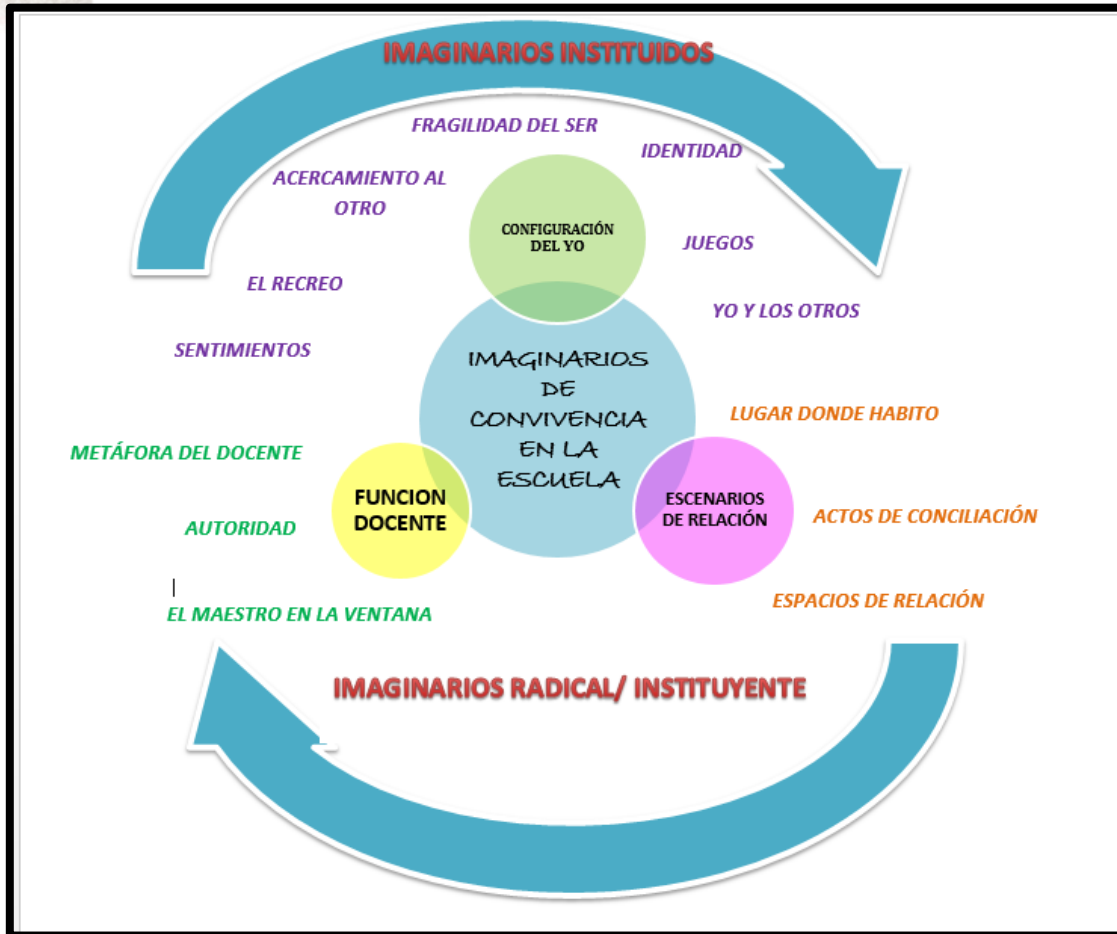 IMAGINARIOS INSTITUIDOS
FRAGILIDAD DEL SER
IDENTIDAD
ACERCAMIENTO AL
OTRO
CONFIGURACIÓN
DEL YO
JUEGOS
EL RECREO
YO Y LOS OTROS
SENTIMIENTOS
IMAGINARIOS
DE
CONVIVENCIA
EN LA
ESCUELA
LUGAR DONDE HABITO
METÁFORA DEL DOCENTE
FUNCION
DOCENTE
ESCENARIOS
DE RELACIÓN
ACTOS DE CONCILIACIÓN
AUTORIDAD
ESPACIOS DE RELACIÓN
EL MAESTRO EN LA VENTANA
IMAGINARIOS RADICAL/ INSTITUYENTE